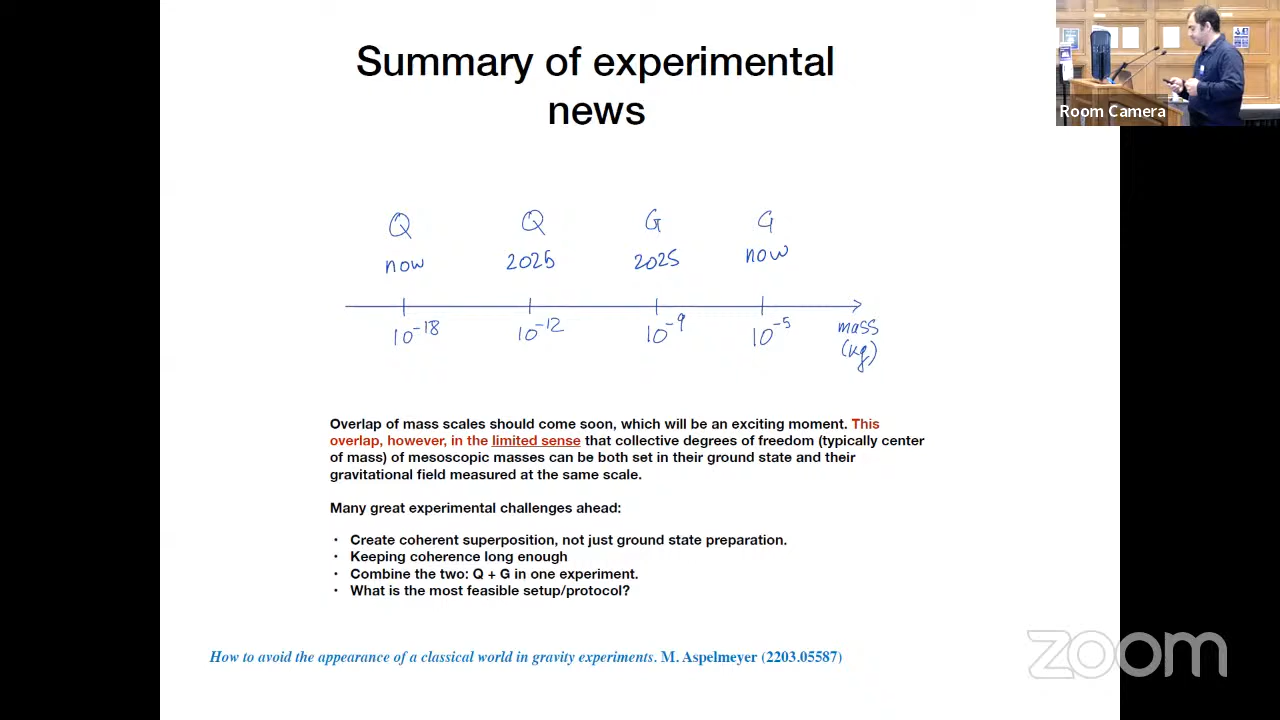 Summary of experimental
news
Room Camera
Q Q G G
now 2025 2025 now
10⁻¹⁸ 10⁻¹² 10⁻⁹ 10⁻⁵ mass
(kg)
Overlap of mass scales should come soon, which will be an exciting moment. This
overlap, however, in the limited sense that collective degrees of freedom (typically center
of mass) of mesoscopic masses can be both set in their ground state and their
gravitational field measured at the same scale.
Many great experimental challenges ahead:
• Create coherent superposition, not just ground state preparation.
• Keeping coherence long enough
• Combine the two: Q + G in one experiment.
• What is the most feasible setup/protocol?
How to avoid the appearance of a classical world in gravity experiments. M. Aspelmeyer (2203.05587)
zoom